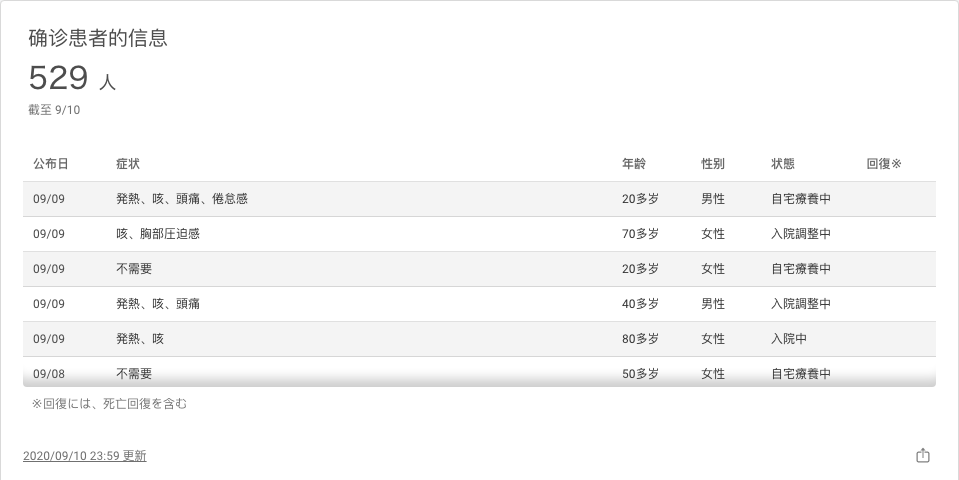 确诊患者的信息
529 人
截至 9/10
公布日 症状 年龄 性别 状態 回復※
09/09 発熱、咳、頭痛、倦怠感 20多岁 男性 自宅療養中
09/09 咳、胸部圧迫感 70多岁 女性 入院調整中
09/09 不需要 20多岁 女性 自宅療養中
09/09 発熱、咳、頭痛 40多岁 男性 入院調整中
09/09 発熱、咳 80多岁 女性 入院中
09/08 不需要 50多岁 女性 自宅療養中
※回復には、死亡回復を含む
2020/09/10 23:59 更新